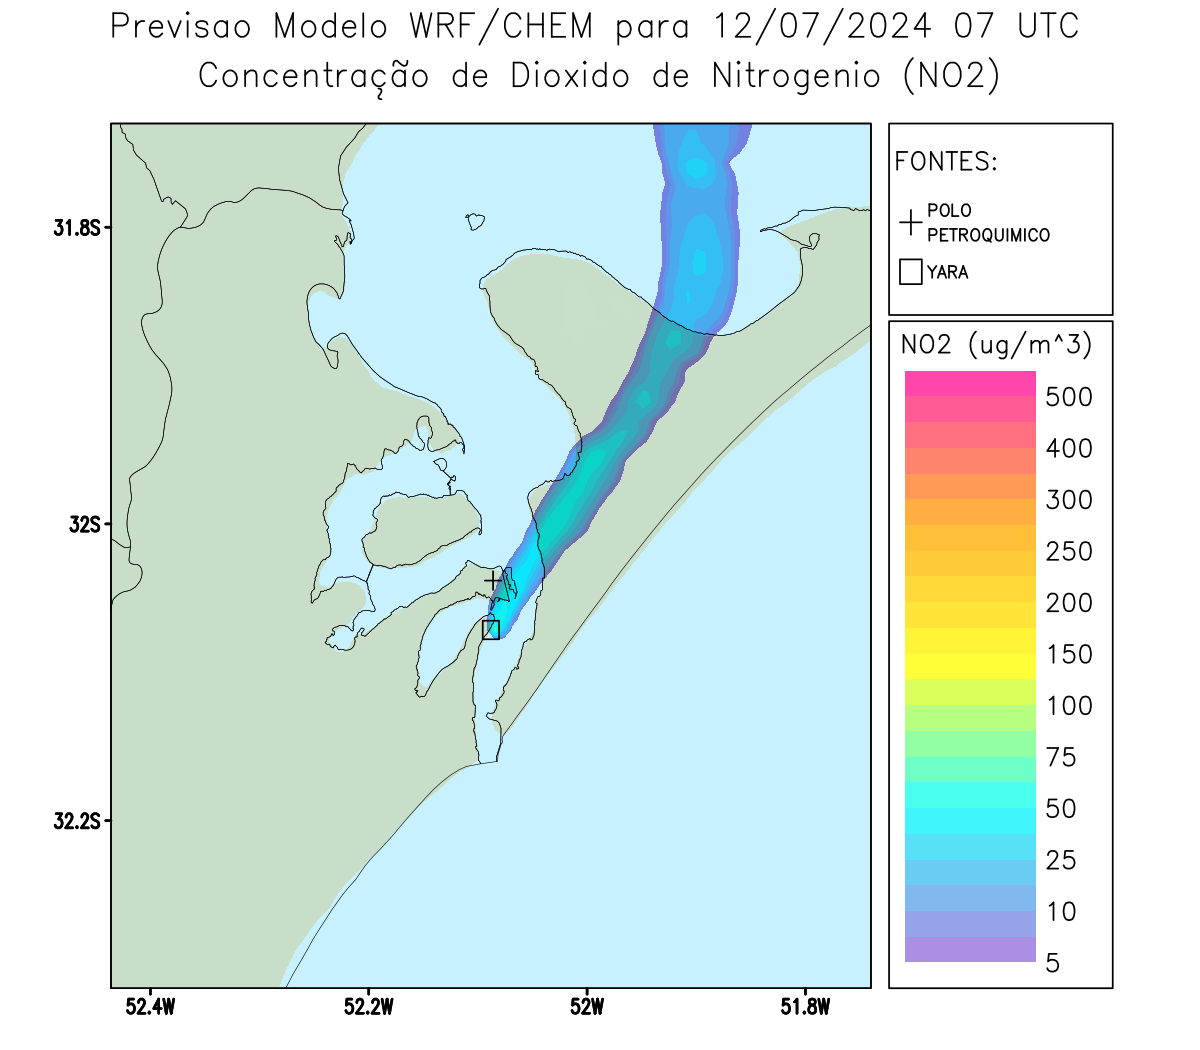 Previsao Modelo WRF/CHEM para 12/07/2024 07 UTC
Concentração de Dioxido de Nitrogenio (NO2)
FONTES:
POLO
PETROQUIMICO
YARA
NO2 (ug/m^3)
500
400
300
250
200
150
100
75
50
25
10
5
31.8S
32S
32.2S
52.4W
52.2W
52W
51.8W